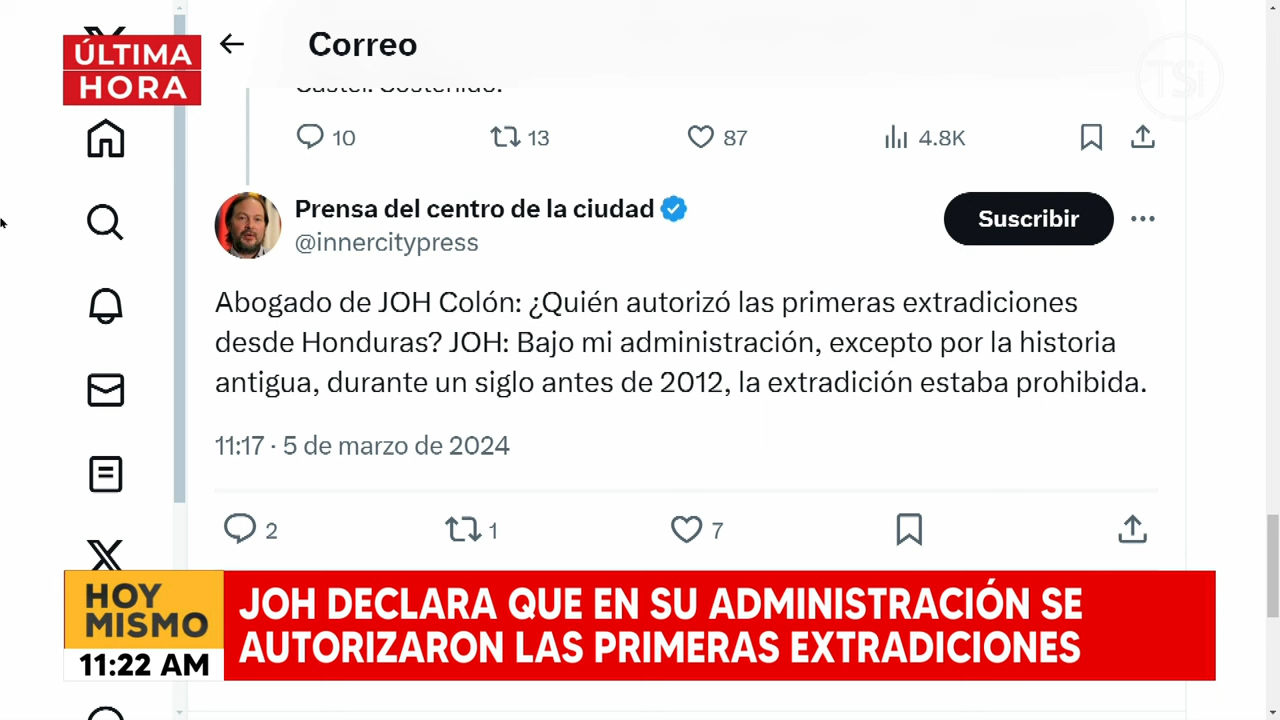 ÚLTIMA
HORA
Correo
TSi
10 13 87 4.8K
Prensa del centro de la ciudad
@innercitypress
Suscribir
Abogado de JOH Colón: ¿Quién autorizó las primeras extradiciones
desde Honduras? JOH: Bajo mi administración, excepto por la historia
antigua, durante un siglo antes de 2012, la extradición estaba prohibida.
11:17 · 5 de marzo de 2024
2 1 7
HOY
MISMO
11:22 AM
JOH DECLARA QUE EN SU ADMINISTRACIÓN SE
AUTORIZARON LAS PRIMERAS EXTRADICIONES